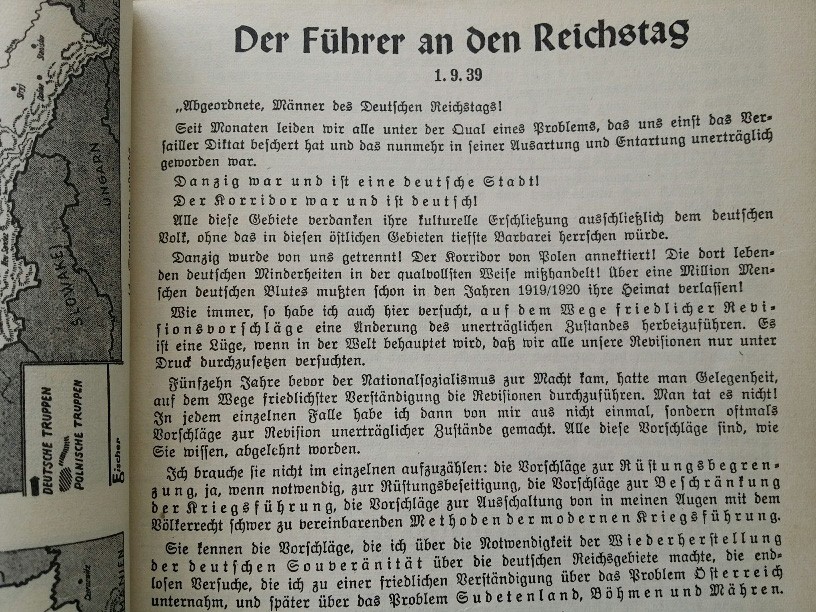 Der Führer an den Reichstag
1. 9. 39
„Abgeordnete, Männer des Deutschen Reichstags!
Seit Monaten leiden wir alle unter der Qual eines Problems, das uns einst das Ver-
sailler Diktat beschert hat und das nunmehr in seiner Ausartung und Entartung unerträglich
geworden war.
Danzig war und ist eine deutsche Stadt!
Der Korridor war und ist deutsch!
Alle diese Gebiete verdanken ihre kulturelle Erschließung ausschließlich dem deutschen
Volk, ohne das in diesen östlichen Gebieten tiefste Barbarei herrschen würde.
Danzig wurde von uns getrennt! Der Korridor von Polen annektiert! Die dort leben-
den deutschen Minderheiten in der qualvollsten Weise mißhandelt! Über eine Million Men-
schen deutschen Blutes mußten schon in den Jahren 1919/1920 ihre Heimat verlassen!
Wie immer, so habe ich auch hier versucht, auf dem Wege friedlicher Revi-
sionsvorschläge eine Änderung des unerträglichen Zustandes herbeizuführen. Es
ist eine Lüge, wenn in der Welt behauptet wird, daß wir alle unsere Revisionen nur unter
Druck durchzusetzen versuchten.
Fünfzehn Jahre bevor der Nationalsozialismus zur Macht kam, hatte man Gelegenheit,
auf dem Wege friedlichster Verständigung die Revisionen durchzuführen. Man tat es nicht!
In jedem einzelnen Falle habe ich dann von mir aus nicht einmal, sondern oftmals
Vorschläge zur Revision unerträglicher Zustände gemacht. Alle diese Vorschläge sind, wie
Sie wissen, abgelehnt worden.
Ich brauche sie nicht im einzelnen aufzuzählen: die Vorschläge zur Rüstungsbegren-
zung, ja, wenn notwendig, zur Rüstungsbeseitigung, die Vorschläge zur Beschränkung
der Kriegsführung, die Vorschläge zur Ausschaltung von in meinen Augen mit dem
Völkerrecht schwer zu vereinbarenden Methoden der modernen Kriegsführung.
Sie kennen die Vorschläge, die ich über die Notwendigkeit der Wiederherstellung
der deutschen Souveränität über die deutschen Reichsgebiete machte, die end-
losen Versuche, die ich zu einer friedlichen Verständigung über das Problem Österreich
unternahm, und später über das Problem Sudetenland, Böhmen und Mähren.
UNGARN
SLOWAKEI
DEUTSCHE TRUPPEN
POLNISCHE TRUPPEN
Fischer